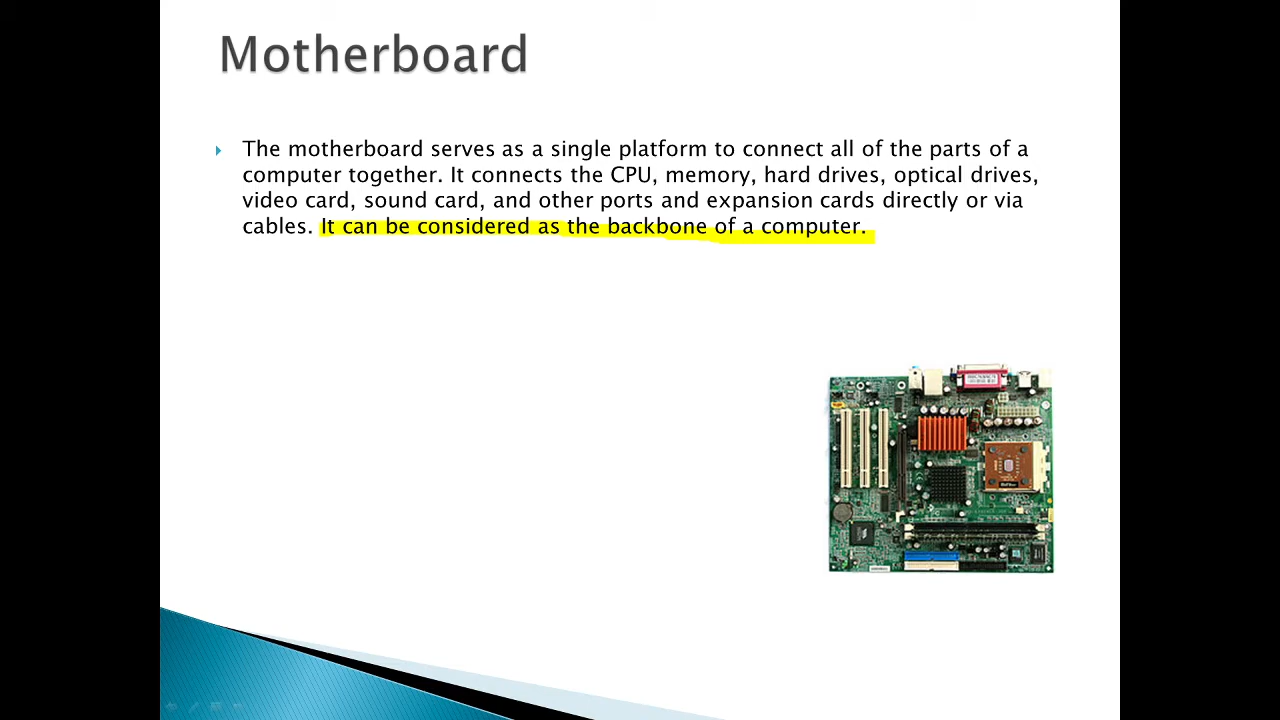 Motherboard
The motherboard serves as a single platform to connect all of the parts of a
computer together. It connects the CPU, memory, hard drives, optical drives,
video card, sound card, and other ports and expansion cards directly or via
cables. It can be considered as the backbone of a computer.